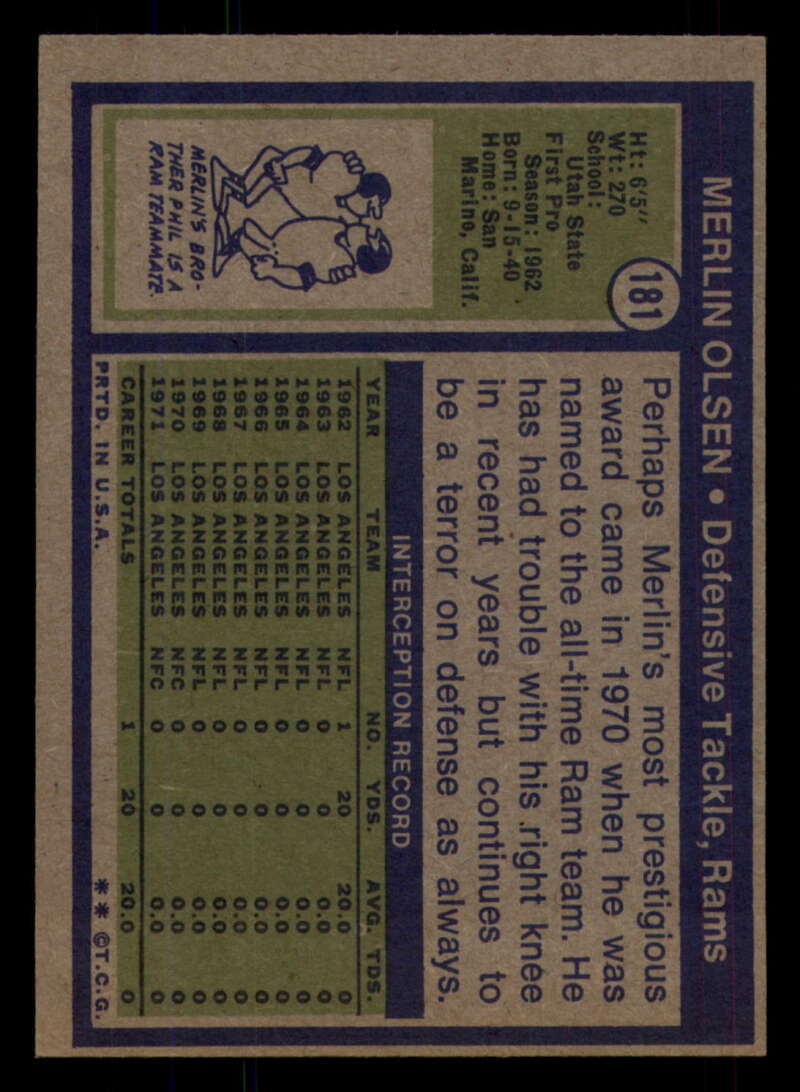 MERLIN OLSEN • Defensive Tackle, Rams
181
Ht: 6'5"
Wt: 270
School:
Utah State
First Pro
Season: 1962
Born: 9-15-40
Home: San
Marino, Calif.
MERLIN'S BRO-
THER PHIL IS A
RAM TEAMMATE.
Perhaps Merlin's most prestigious
award came in 1970 when he was
named to the all-time Ram team. He
has had trouble with his right knee
in recent years but continues to
be a terror on defense as always.
INTERCEPTION RECORD
YEAR TEAM NO. YDS. AVG. TDS.
1962 LOS ANGELES NFL 1 20 20.0 0
1963 LOS ANGELES NFL 0 0 0.0 0
1964 LOS ANGELES NFL 0 0 0.0 0
1965 LOS ANGELES NFL 0 0 0.0 0
1966 LOS ANGELES NFL 0 0 0.0 0
1967 LOS ANGELES NFL 0 0 0.0 0
1968 LOS ANGELES NFL 0 0 0.0 0
1969 LOS ANGELES NFL 0 0 0.0 0
1970 LOS ANGELES NFC 0 0 0.0 0
1971 LOS ANGELES NFC 0 0 0.0 0
CAREER TOTALS 1 20 20.0 0
PRTD. IN U.S.A. ** ©T.C.G.